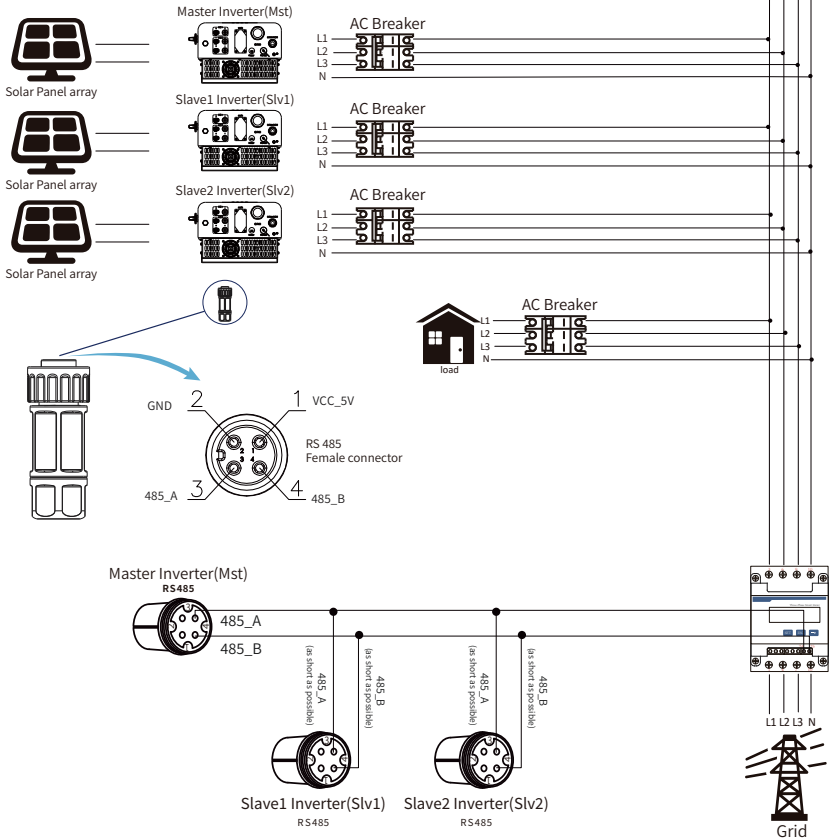 Master Inverter(Mst)
AC Breaker
L1
L2
L3
N
Solar Panel array
Slave1 Inverter(Slv1)
AC Breaker
L1
L2
L3
N
Solar Panel array
Slave2 Inverter(Slv2)
AC Breaker
L1
L2
L3
N
Solar Panel array
AC Breaker
L1
L2
L3
N
load
GND 2
1 VCC_5V
2 1
3 4
RS 485
Female connector
485_A 3
4 485_B
Master Inverter(Mst)
RS485
485_A
485_B
485_A
(as short as possible)
485_B
(as short as possible)
485_A
(as short as possible)
485_B
(as short as possible)
L1 L2 L3 N
Slave1 Inverter(Slv1)
RS485
Slave2 Inverter(Slv2)
RS485
Grid